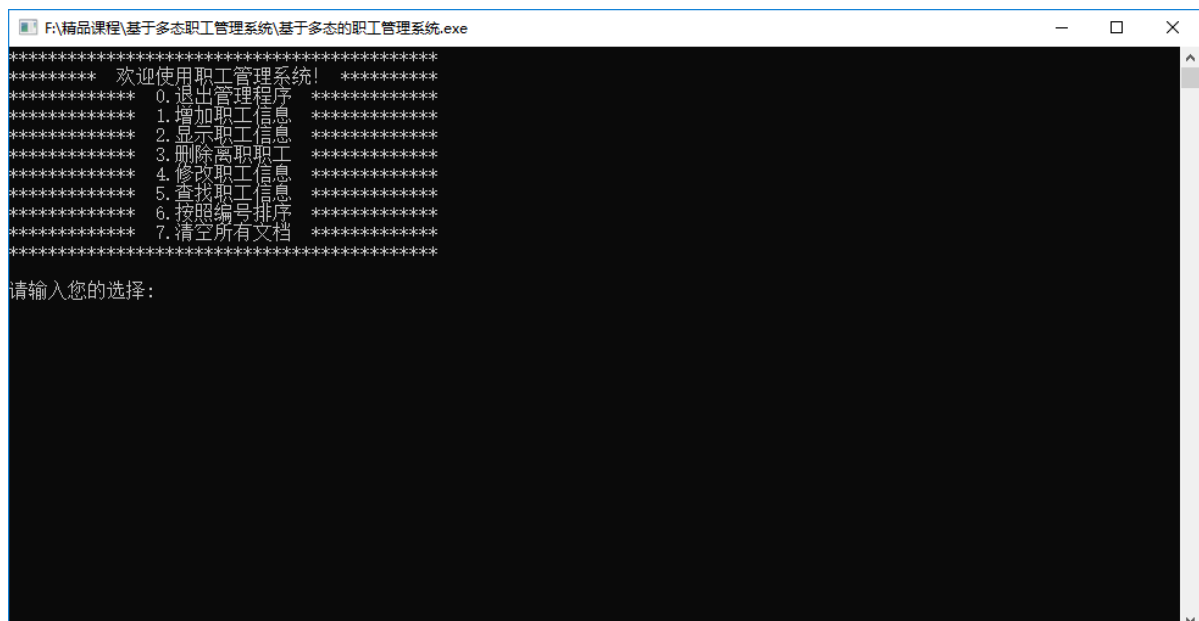 F:\精品课程\基于多态职工管理系统\基于多态的职工管理系统.exe
********************************************
*********  欢迎使用职工管理系统!  **********
*************  0.退出管理程序  *************
*************  1.增加职工信息  *************
*************  2.显示职工信息  *************
*************  3.删除离职职工  *************
*************  4.修改职工信息  *************
*************  5.查找职工信息  *************
*************  6.按照编号排序  *************
*************  7.清空所有文档  *************
********************************************
请输入您的选择: